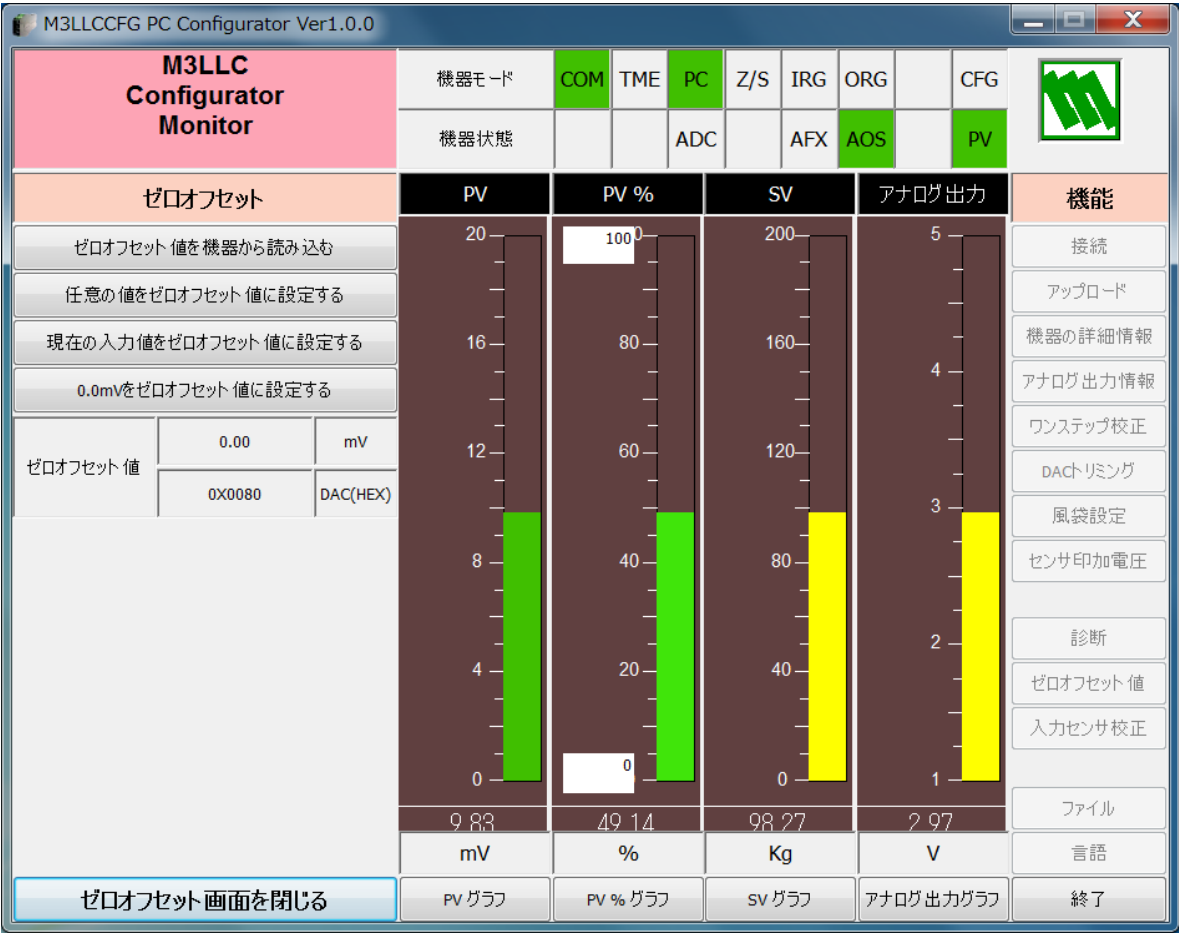 M3LLCCFG PC Configurator Ver1.0.0
M3LLC
Configurator
Monitor
機器モード
COM TME PC Z/S IRG ORG CFG
機器状態
ADC AFX AOS PV
ゼロオフセット
ゼロオフセット値を機器から読み込む
任意の値をゼロオフセット値に設定する
現在の入力値をゼロオフセット値に設定する
0.0mVをゼロオフセット値に設定する
ゼロオフセット値
0.00 mV
0X0080 DAC(HEX)
ゼロオフセット画面を閉じる
PV
20
16
12
8
4
0
9.83
mV
PV グラフ
PV %
100
80
60
40
20
0
49.14
%
PV % グラフ
SV
200
160
120
80
40
0
98.27
Kg
SV グラフ
アナログ出力
5
4
3
2
1
2.97
V
アナログ出力グラフ
機能
接続
アップロード
機器の詳細情報
アナログ出力情報
ワンステップ校正
DACトリミング
風袋設定
センサ印加電圧
診断
ゼロオフセット値
入力センサ校正
ファイル
言語
終了